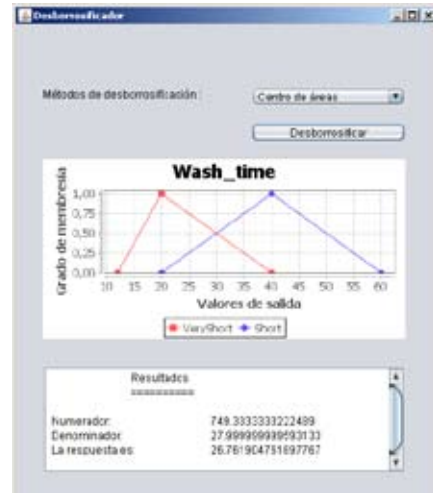 Desborrosificador
Métodos de desborrosificación:
Centro de áreas
Desborrosificar
Wash_time
Grado de membresía
1,00
0,75
0,50
0,25
0,00
10 15 20 25 30 35 40 45 50 55 60
Valores de salida
VeryShort Short
Resultados
==========
Numerador: 749.3333333222489
Denominador: 27.999999999593133
La respuesta es: 26.761904761697767